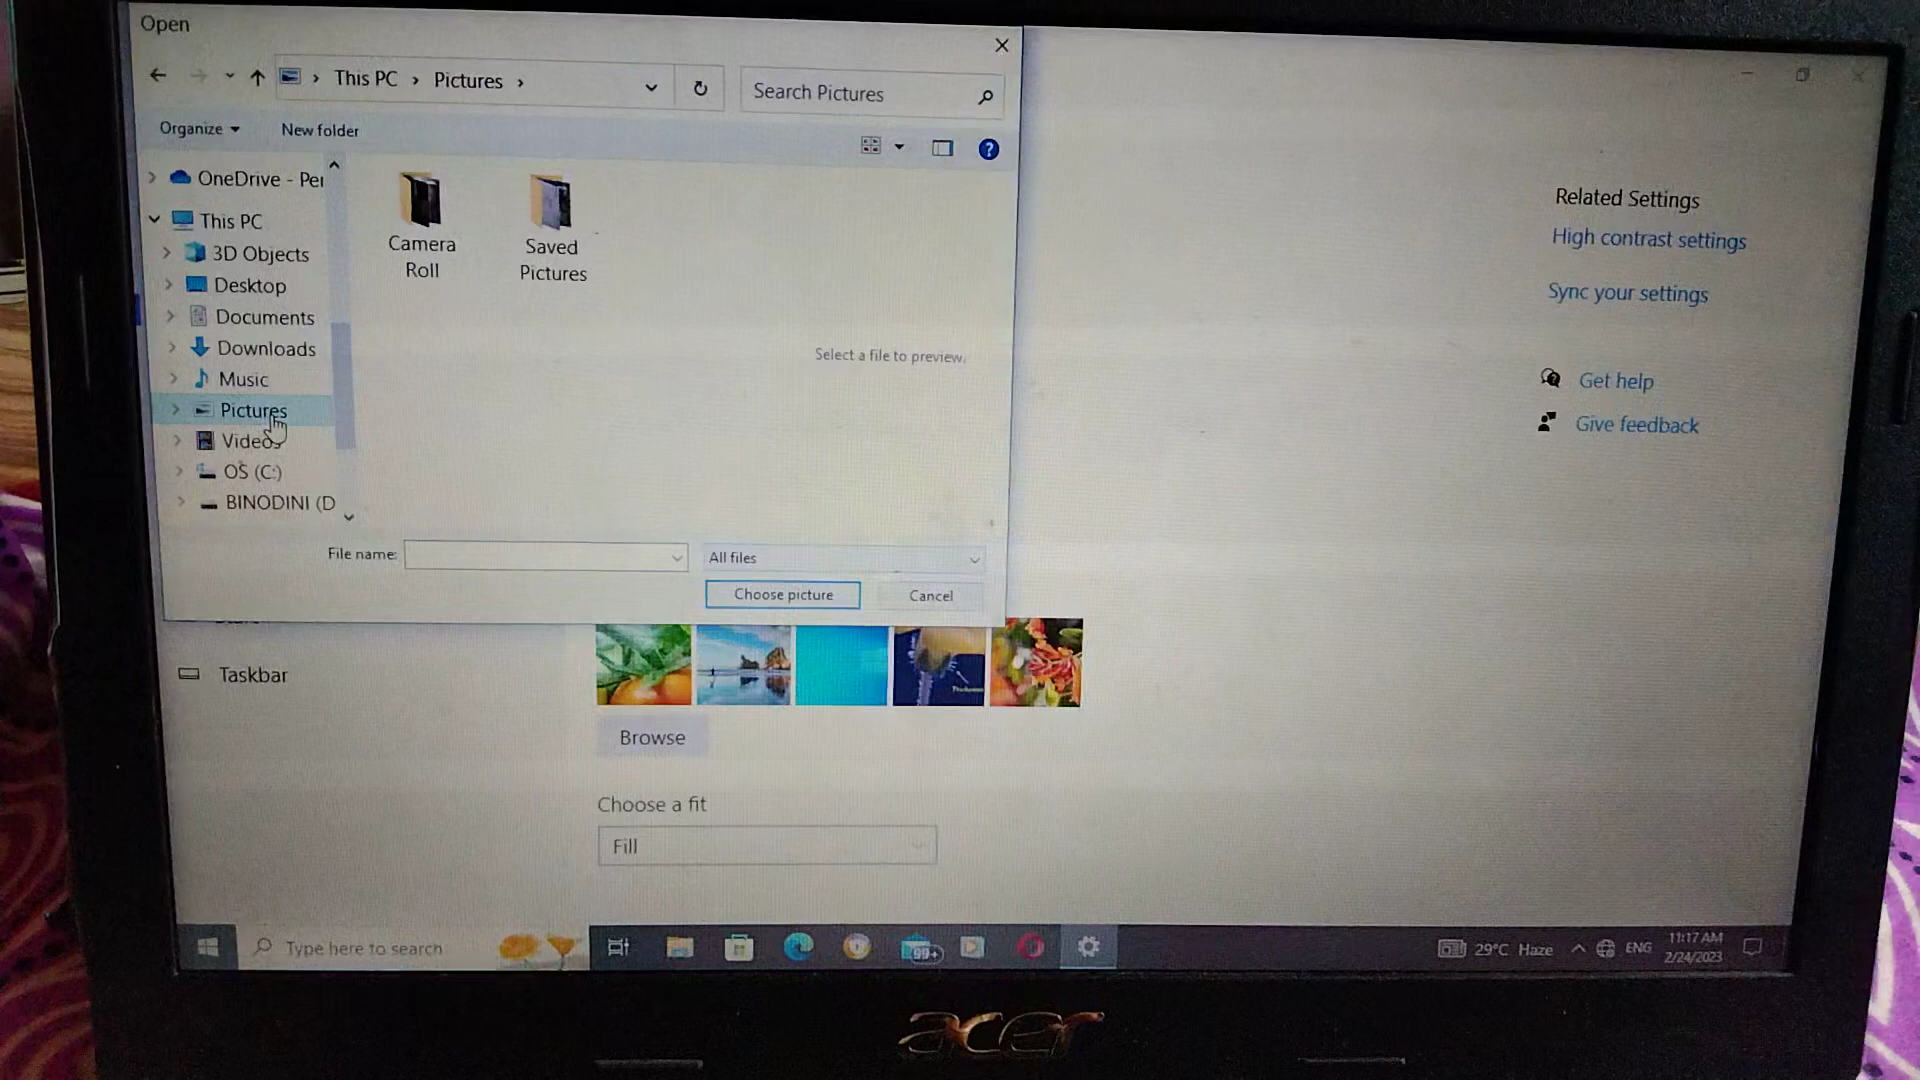 Open
This PC > Pictures >
Search Pictures
Organize
New folder
OneDrive - Per
This PC
3D Objects
Desktop
Documents
Downloads
Music
Pictures
Videos
OS (C:)
BINODINI (D
Camera
Roll
Saved
Pictures
Select a file to preview.
File name:
All files
Choose picture
Cancel
Related Settings
High contrast settings
Sync your settings
Get help
Give feedback
Taskbar
Browse
Choose a fit
Fill
Type here to search
99+
29°C Haze
ENG
11:17 AM
2/24/2023
acer